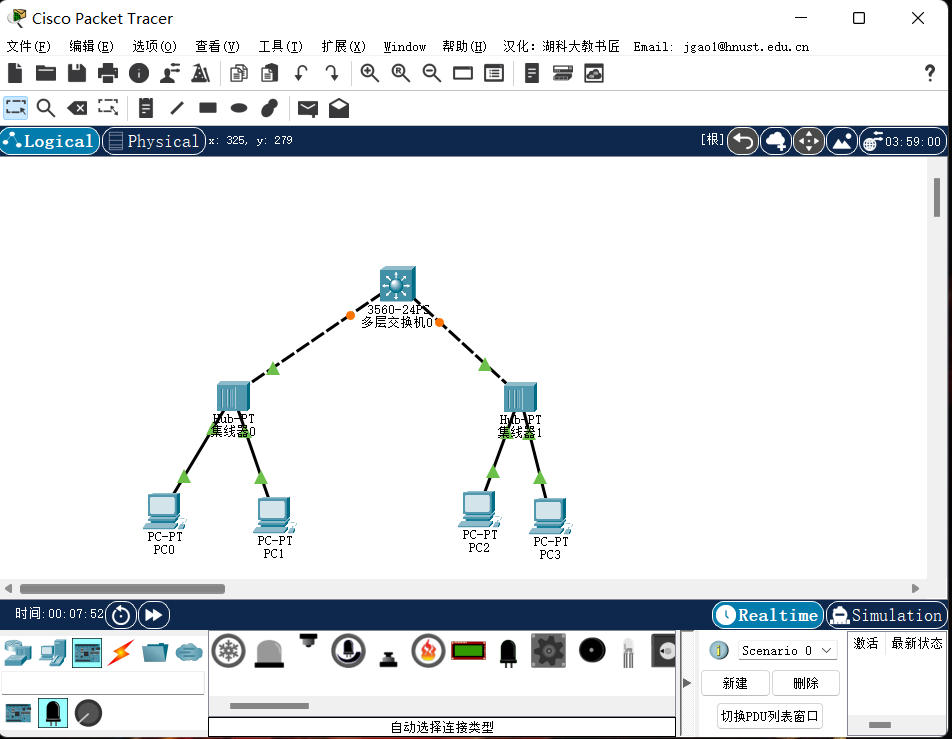 Cisco Packet Tracer
文件(F) 编辑(E) 选项(O) 查看(V) 工具(T) 扩展(X) Window 帮助(H) 汉化: 湖科大教书匠 Email: jgao1@hnust.edu.cn
?
Logical Physical x: 325, y: 279 [根] 03:59:00
3560-24PS
多层交换机0
Hub-PT
集线器0
Hub-PT
集线器1
PC-PT
PC0
PC-PT
PC1
PC-PT
PC2
PC-PT
PC3
时间:00:07:52 Realtime Simulation
1 Scenario 0
激活 最新状态
新建 删除
切换PDU列表窗口
自动选择连接类型